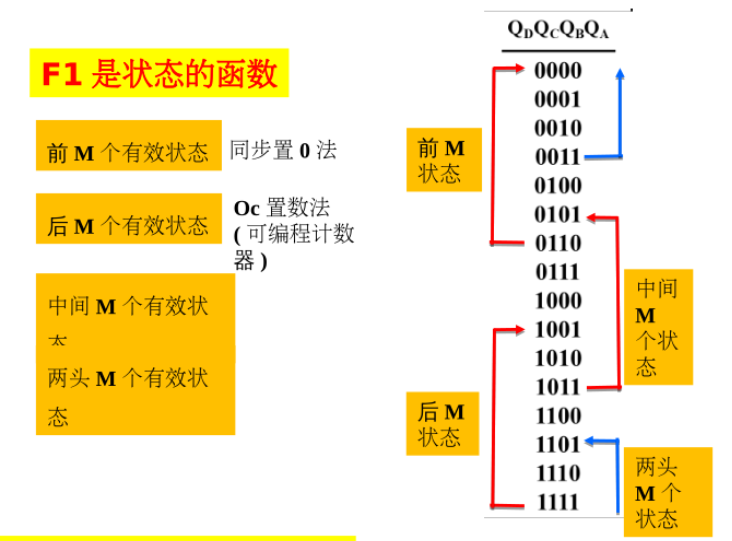 F1 是状态的函数
前 M 个有效状态
同步置 0 法
后 M 个有效状态
Oc 置数法
( 可编程计数
器 )
中间 M 个有效状
态
两头 M 个有效状
态
QDQCQBQA
0000
0001
0010
0011
0100
0101
0110
0111
1000
1001
1010
1011
1100
1101
1110
1111
前 M
状态
后 M
状态
中间
M
个状
态
两头
M 个
状态